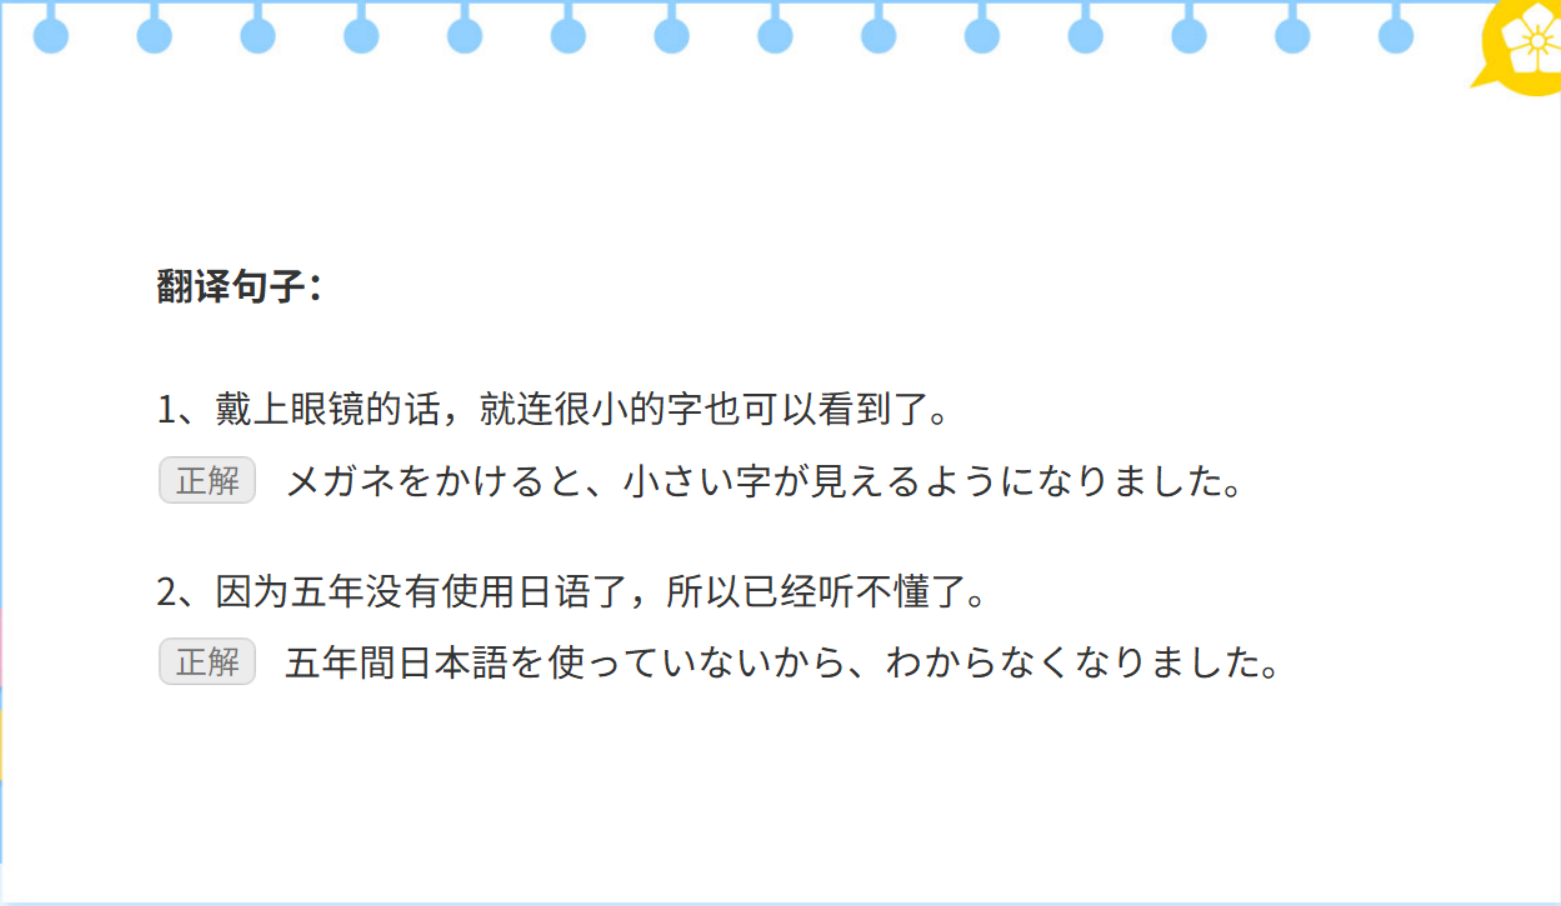 翻译句子：
1、戴上眼镜的话，就连很小的字也可以看到了。
正解 メガネをかけると、小さい字が見えるようになりました。
2、因为五年没有使用日语了，所以已经听不懂了。
正解 五年間日本語を使っていないから、わからなくなりました。